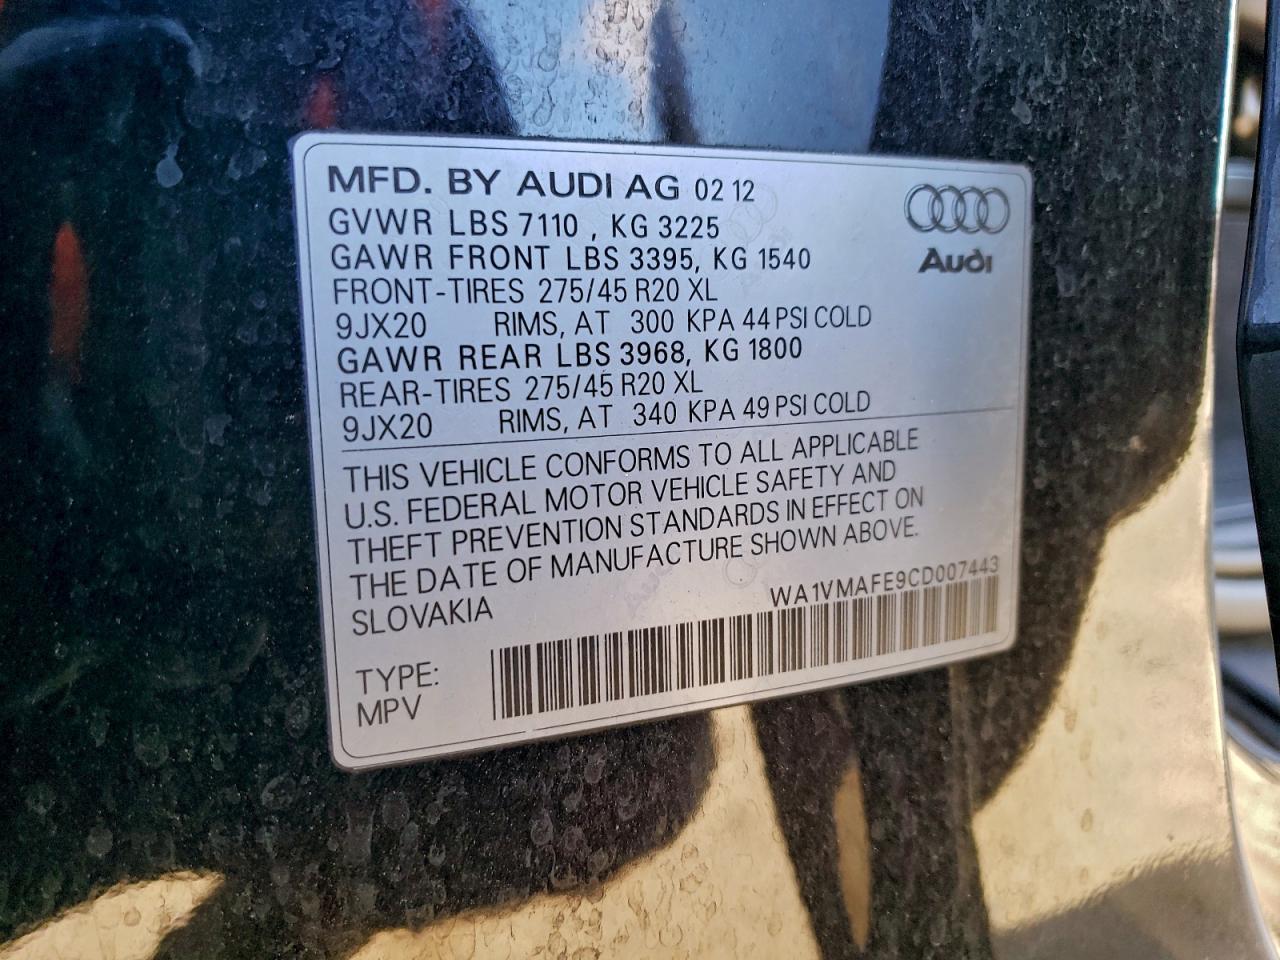 MFD. BY AUDI AG 02 12
GVWR LBS 7110 , KG 3225
GAWR FRONT LBS 3395, KG 1540
Audi
FRONT-TIRES 275/45 R20 XL
9JX20 RIMS, AT 300 KPA 44 PSI COLD
GAWR REAR LBS 3968, KG 1800
REAR-TIRES 275/45 R20 XL
9JX20 RIMS, AT 340 KPA 49 PSI COLD
THIS VEHICLE CONFORMS TO ALL APPLICABLE
U.S. FEDERAL MOTOR VEHICLE SAFETY AND
THEFT PREVENTION STANDARDS IN EFFECT ON
THE DATE OF MANUFACTURE SHOWN ABOVE.
SLOVAKIA WA1VMAFE9CD007443
TYPE:
MPV